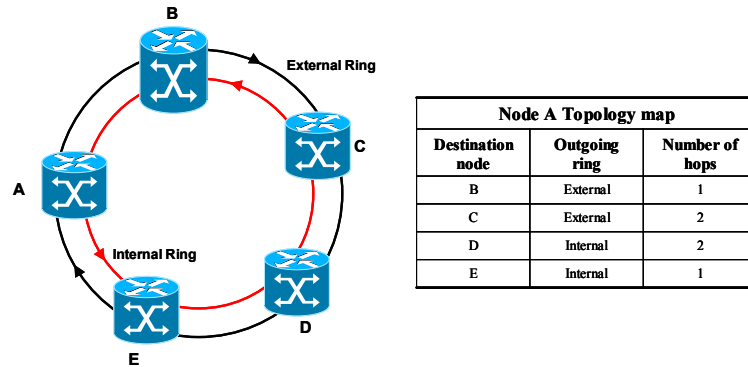 B
External Ring
C
A
Internal Ring
D
E
Node A Topology map
Destination node Outgoing ring Number of hops
B External 1
C External 2
D Internal 2
E Internal 1